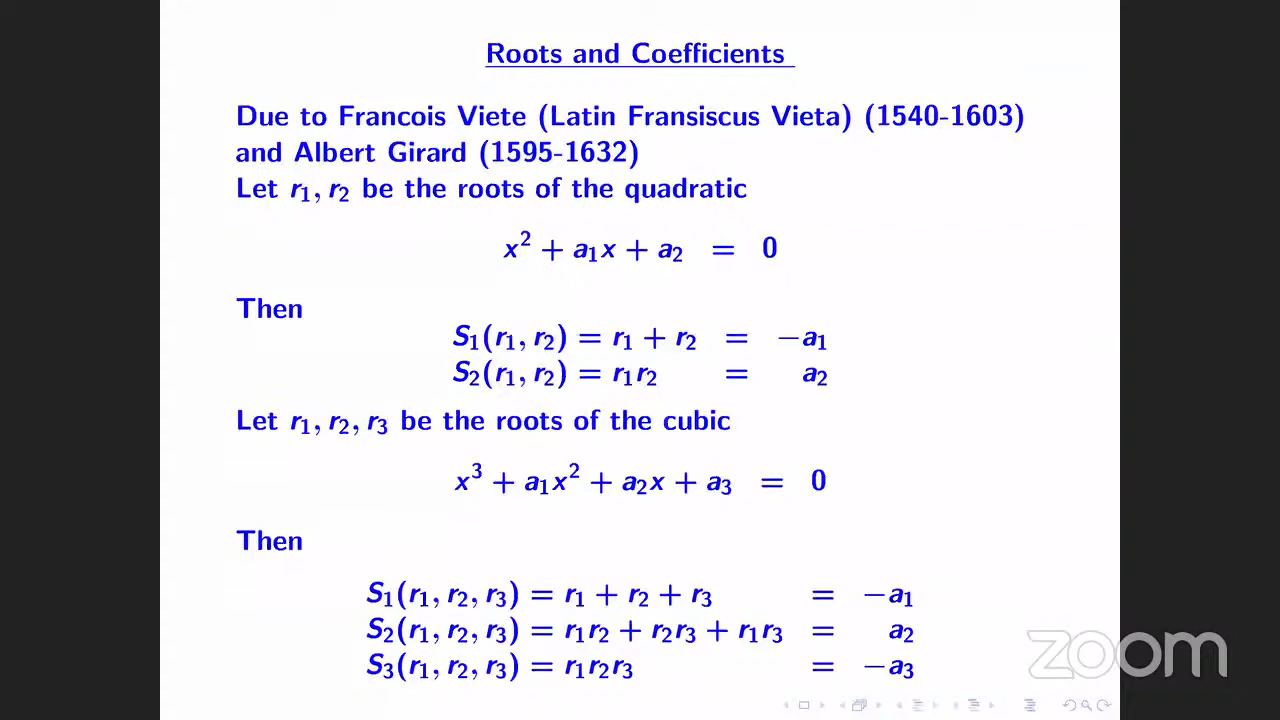 Roots and Coefficients
Due to Francois Viete (Latin Fransiscus Vieta) (1540-1603)
and Albert Girard (1595-1632)
Let r₁, r₂ be the roots of the quadratic
x² + a₁x + a₂ = 0
Then
S₁(r₁, r₂) = r₁ + r₂ = −a₁
S₂(r₁, r₂) = r₁r₂ = a₂
Let r₁, r₂, r₃ be the roots of the cubic
x³ + a₁x² + a₂x + a₃ = 0
Then
S₁(r₁, r₂, r₃) = r₁ + r₂ + r₃ = −a₁
S₂(r₁, r₂, r₃) = r₁r₂ + r₂r₃ + r₁r₃ = a₂
S₃(r₁, r₂, r₃) = r₁r₂r₃ = −a₃
zoom